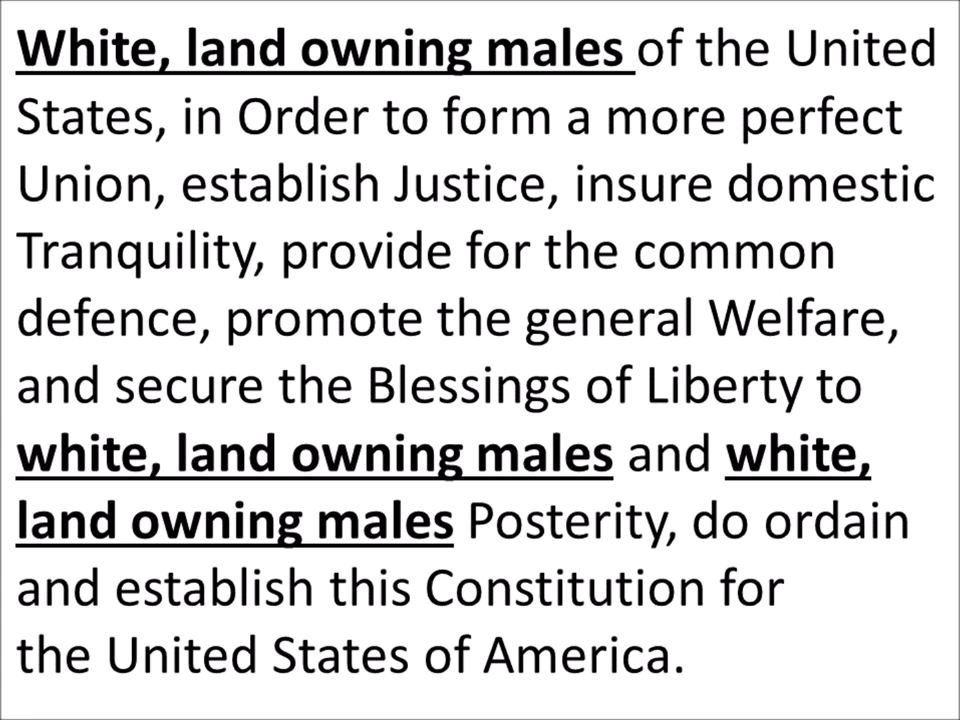 White, land owning males of the United
States, in Order to form a more perfect
Union, establish Justice, insure domestic
Tranquility, provide for the common
defence, promote the general Welfare,
and secure the Blessings of Liberty to
white, land owning males and white,
land owning males Posterity, do ordain
and establish this Constitution for
the United States of America.